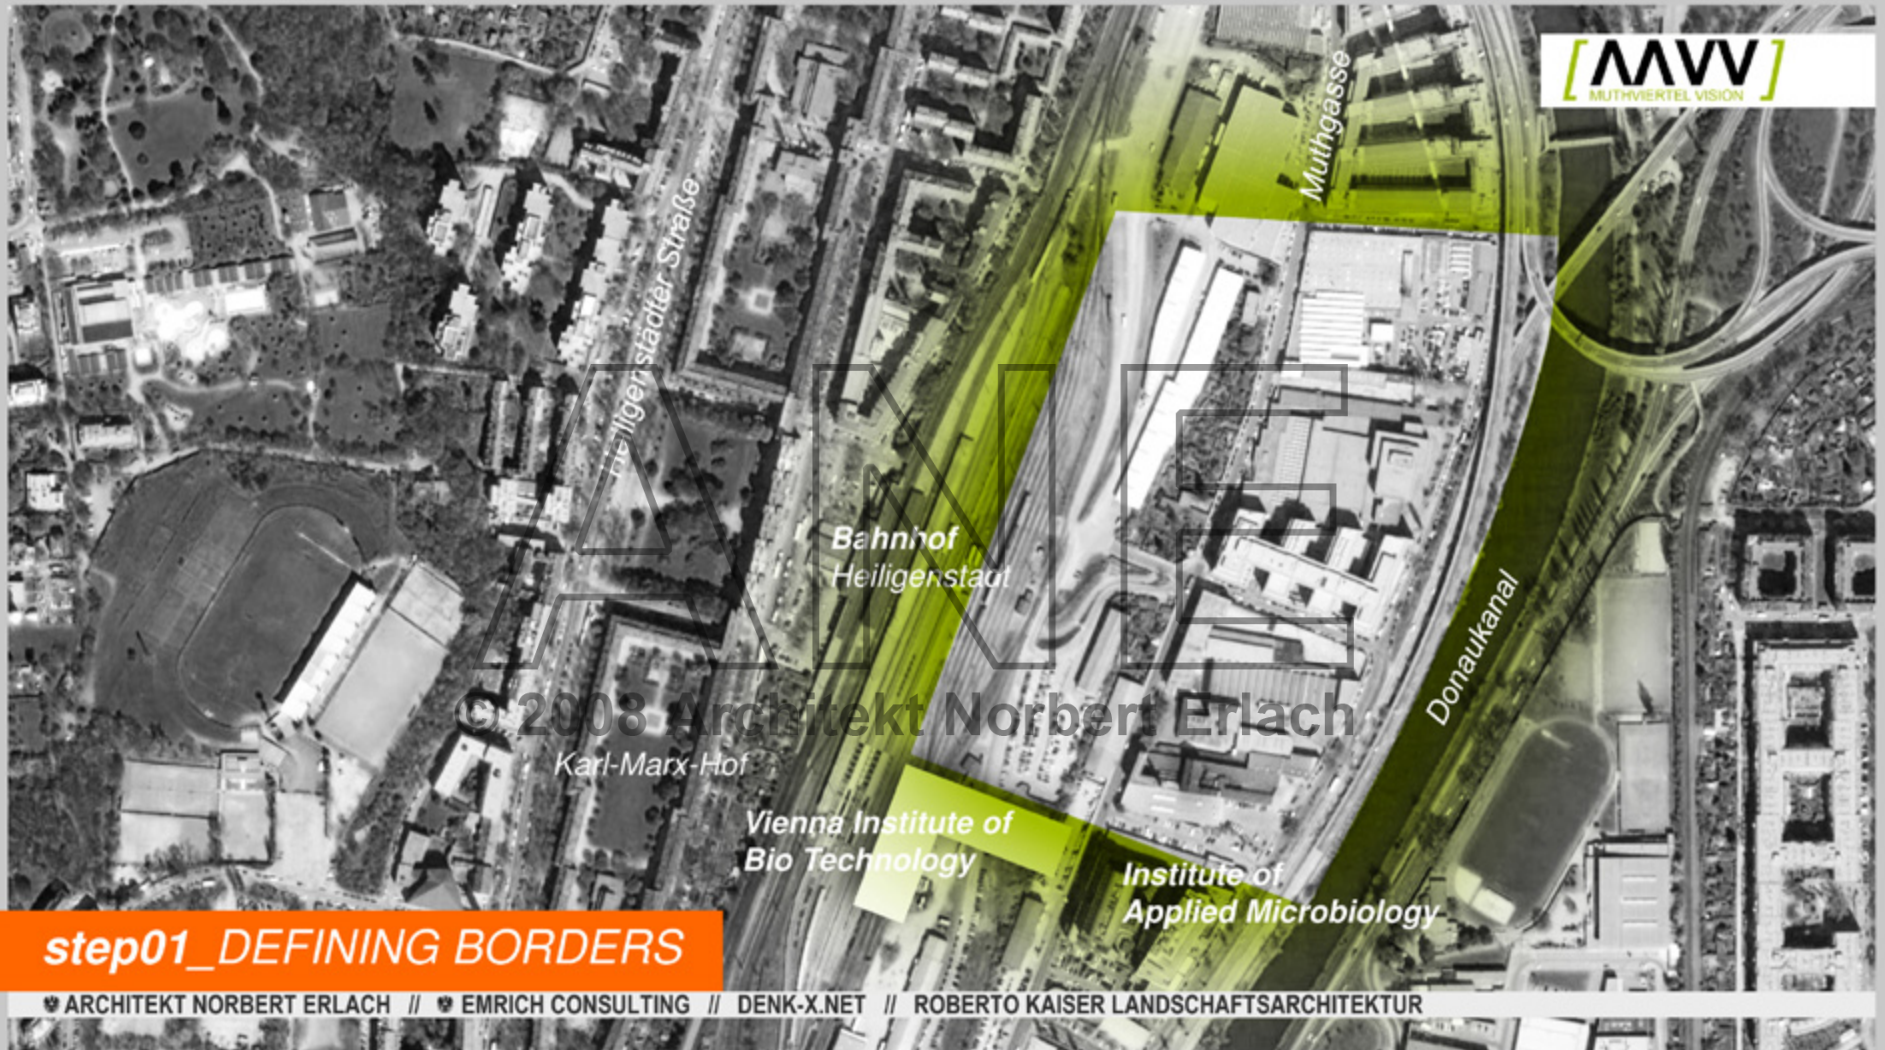 [MVV]
MUTHVIERTEL VISION
Muthgasse
Heiligenstädter Straße
Bahnhof
Heiligenstadt
Donaukanal
ANE
© 2008 Architekt Norbert Erlach
Karl-Marx-Hof
Vienna Institute of
Bio Technology
Institute of
Applied Microbiology
step01_DEFINING BORDERS
ARCHITEKT NORBERT ERLACH // EMRICH CONSULTING // DENK-X.NET // ROBERTO KAISER LANDSCHAFTSARCHITEKTUR